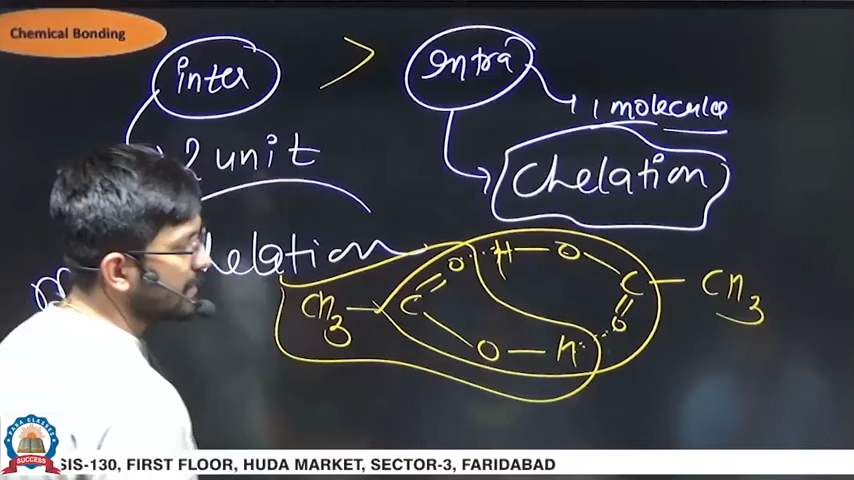 Chemical Bonding
inter > Intra
1 molecule
2 unit
Chelation
helation
CH3 — C O ... H — O C — CH3
O — H ... O
SUCCESS
SIS-130, FIRST FLOOR, HUDA MARKET, SECTOR-3, FARIDABAD